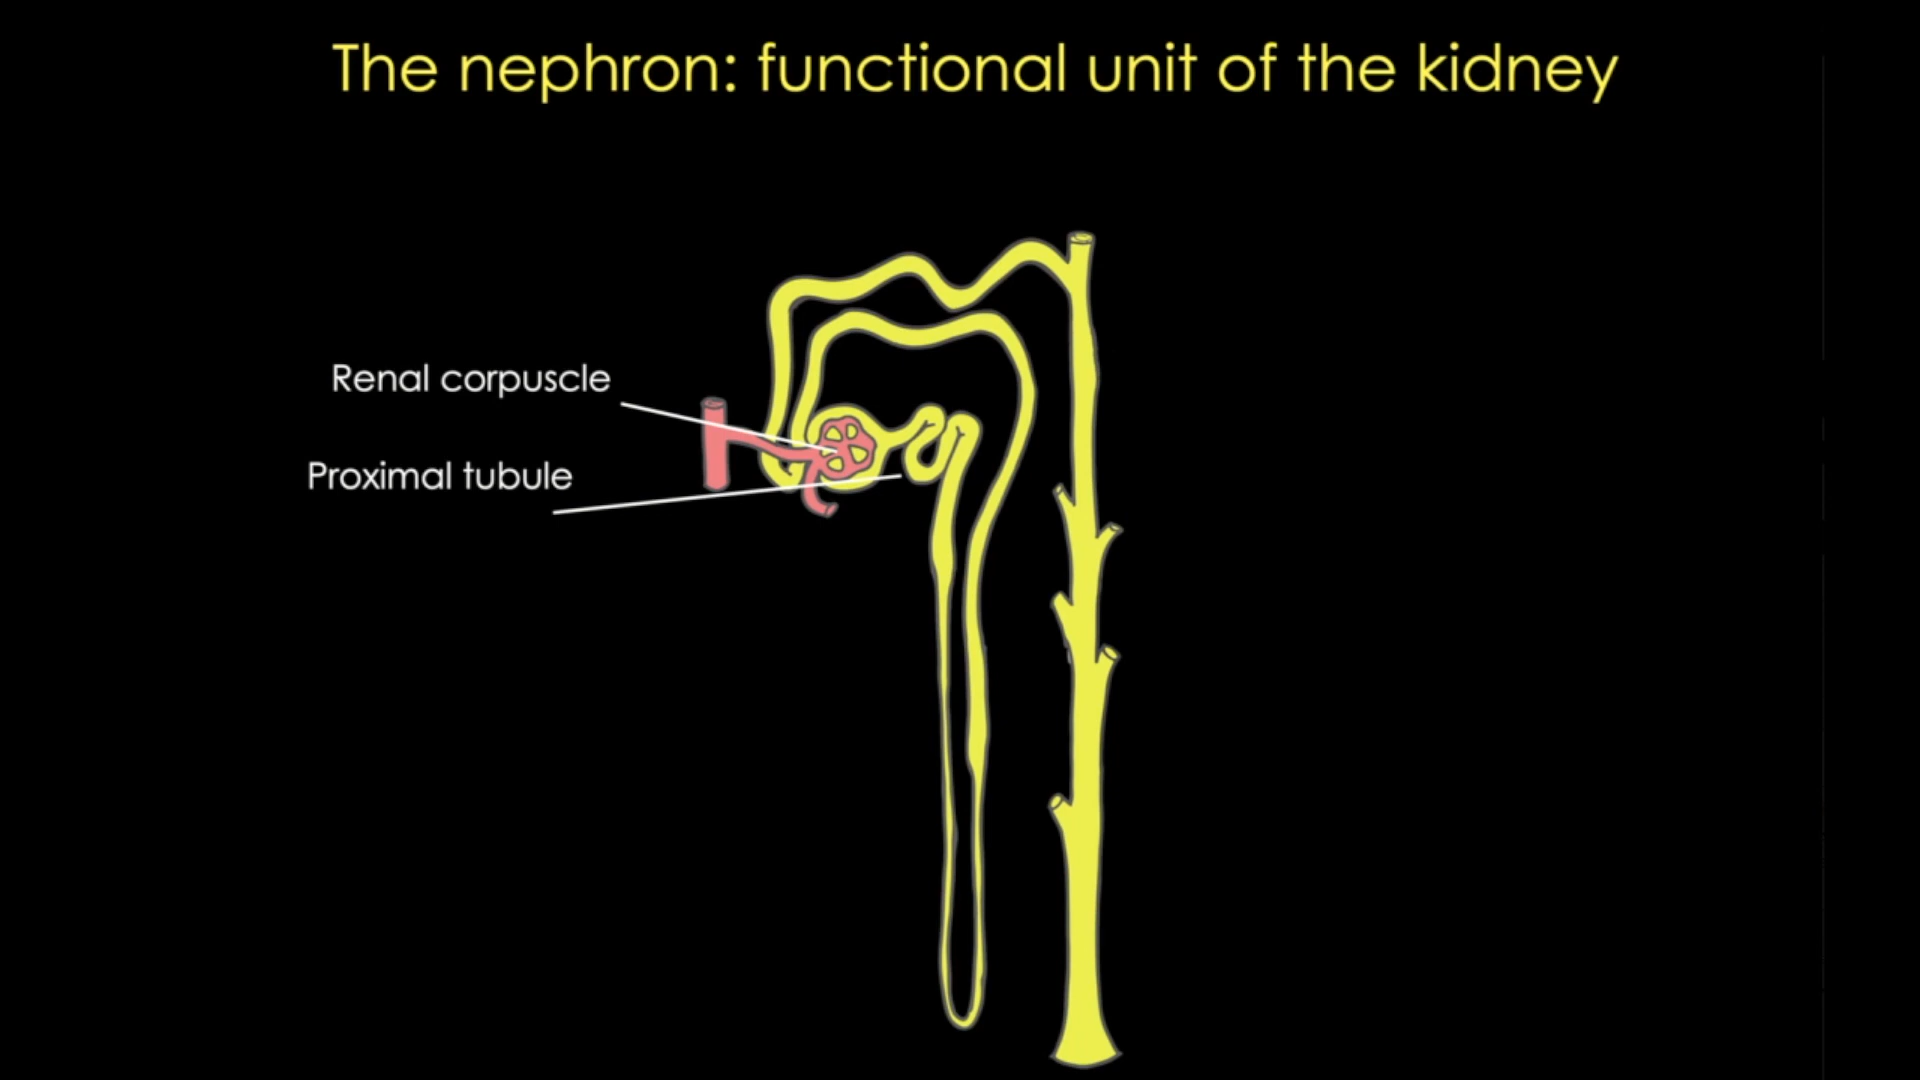 The nephron: functional unit of the kidney
Renal corpuscle
Proximal tubule